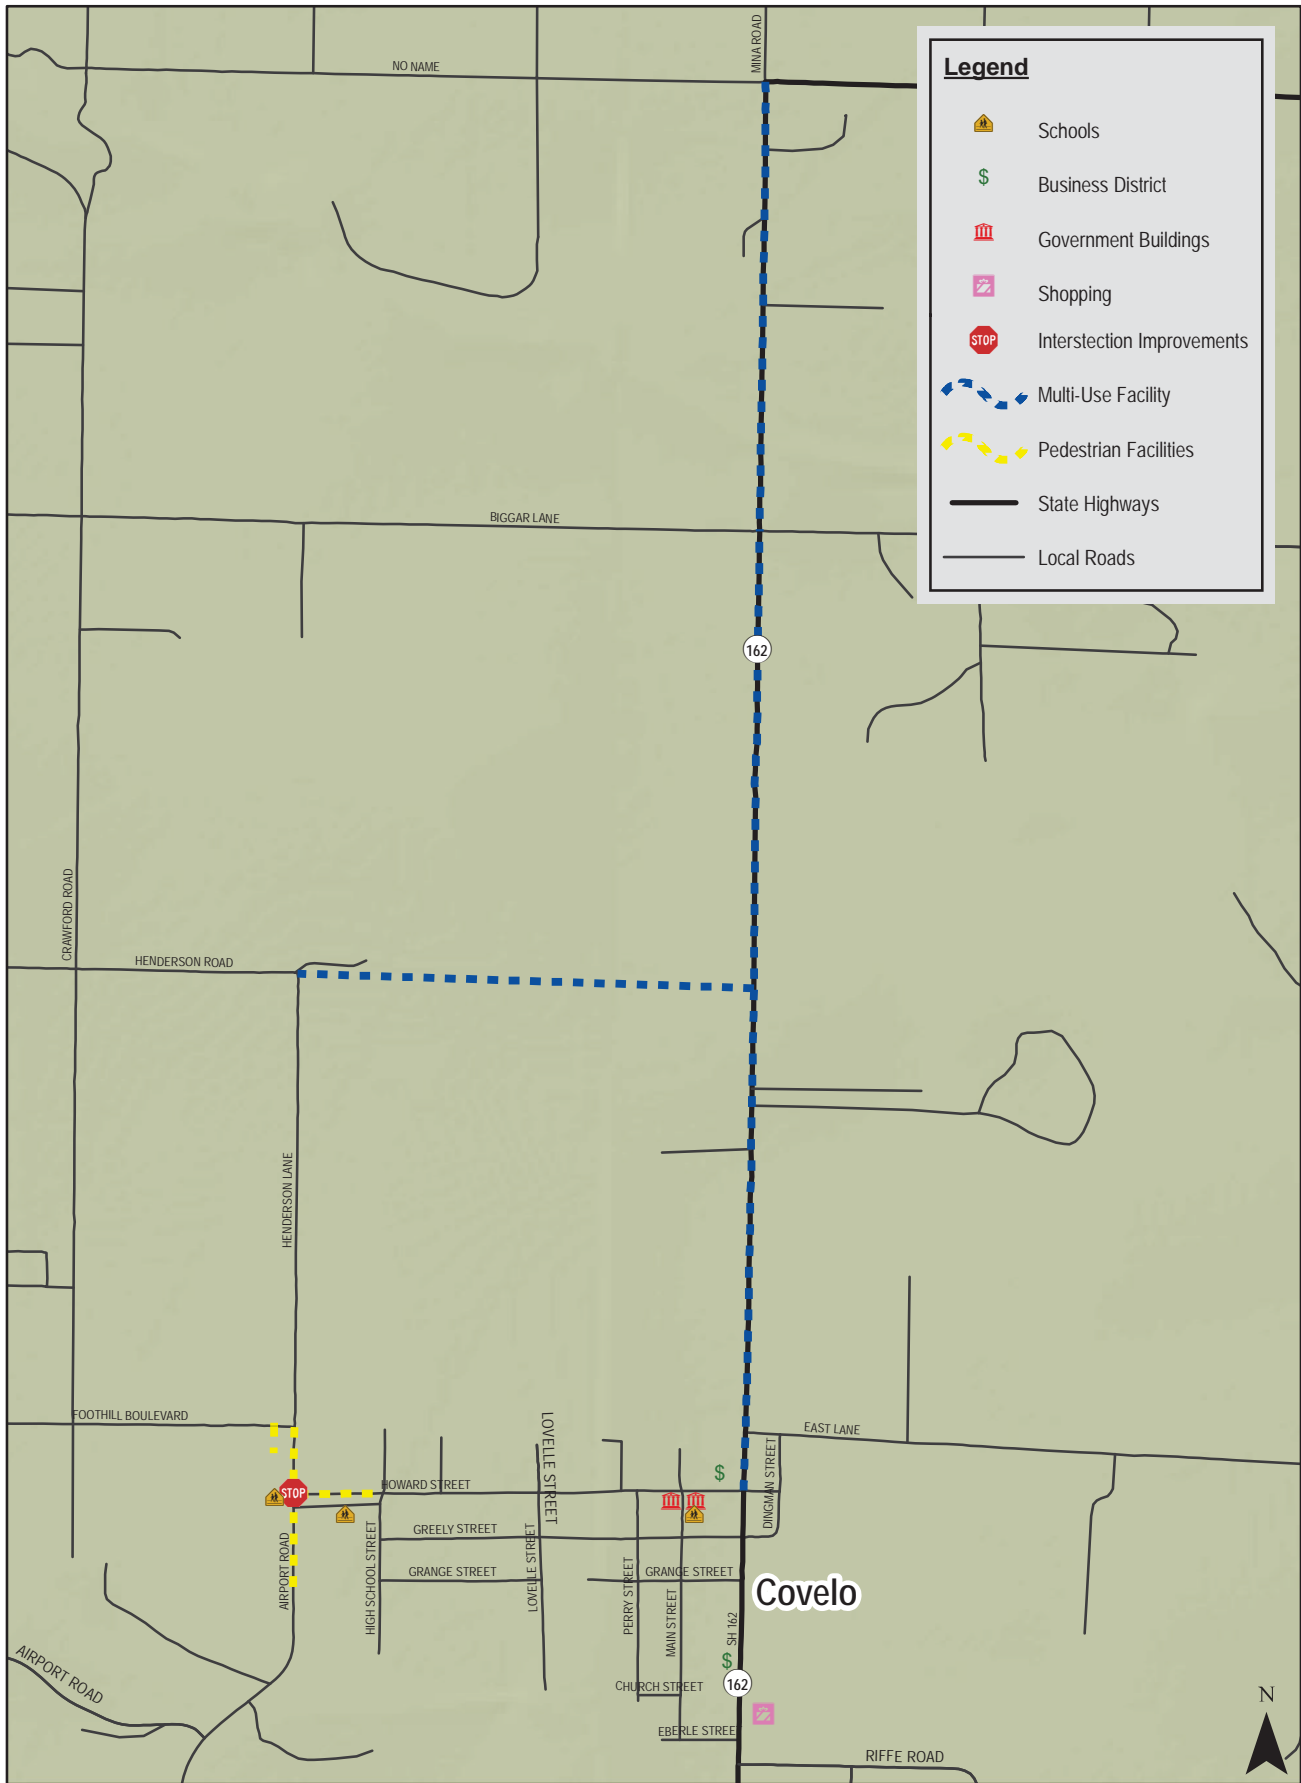 NO NAME
MINA ROAD
Legend
Schools
$
Business District
Government Buildings
Shopping
STOP
Interstection Improvements
Multi-Use Facility
Pedestrian Facilities
State Highways
Local Roads
BIGGAR LANE
162
CRAWFORD ROAD
HENDERSON ROAD
HENDERSON LANE
FOOTHILL BOULEVARD
LOVELLE STREET
EAST LANE
DINGMAN STREET
$
HOWARD STREET
STOP
GREELY STREET
AIRPORT ROAD
HIGH SCHOOL STREET
GRANGE STREET
LOVELLE STREET
PERRY STREET
GRANGE STREET
MAIN STREET
Covelo
SH 162
$
162
CHURCH STREET
AIRPORT ROAD
EBERLE STREE
RIFFE ROAD
N